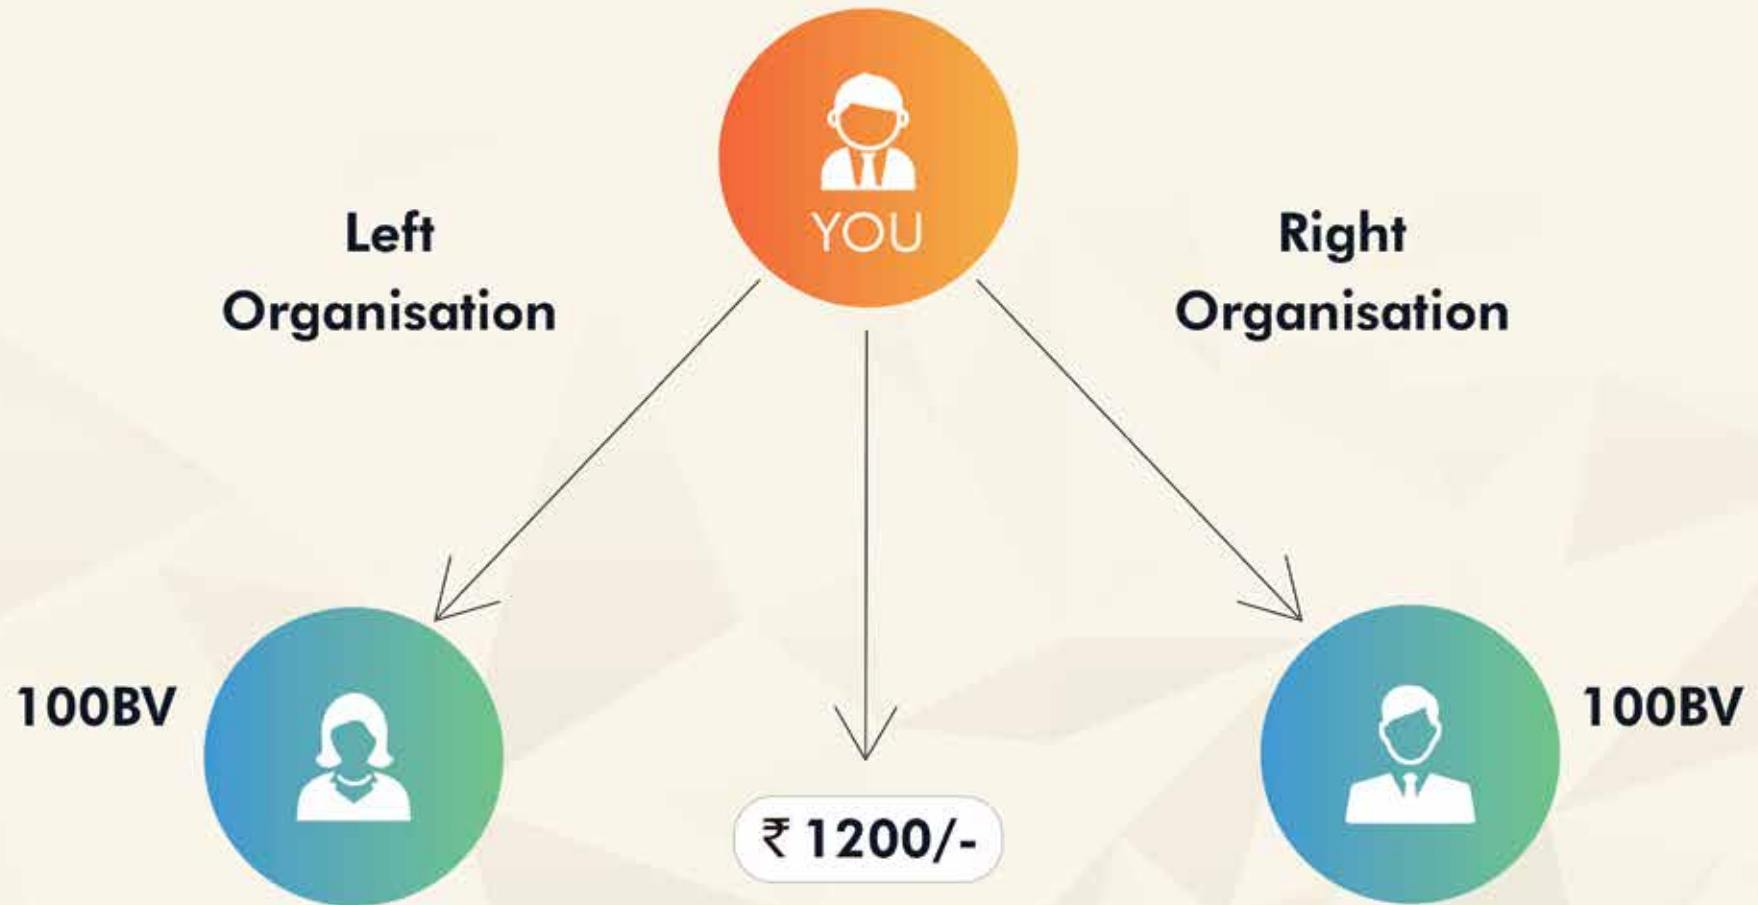 YOU
Left
Organisation
Right
Organisation
100BV
100BV
₹ 1200/-